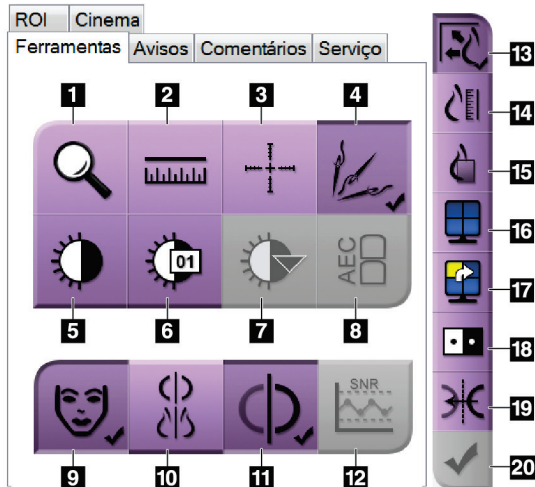 ROI Cinema
Ferramentas Avisos Comentários Serviço
1 2 3 4
01 AEC
5 6 7 8
SNR
9 10 11 12
13
14
15
16
17
18
19
20